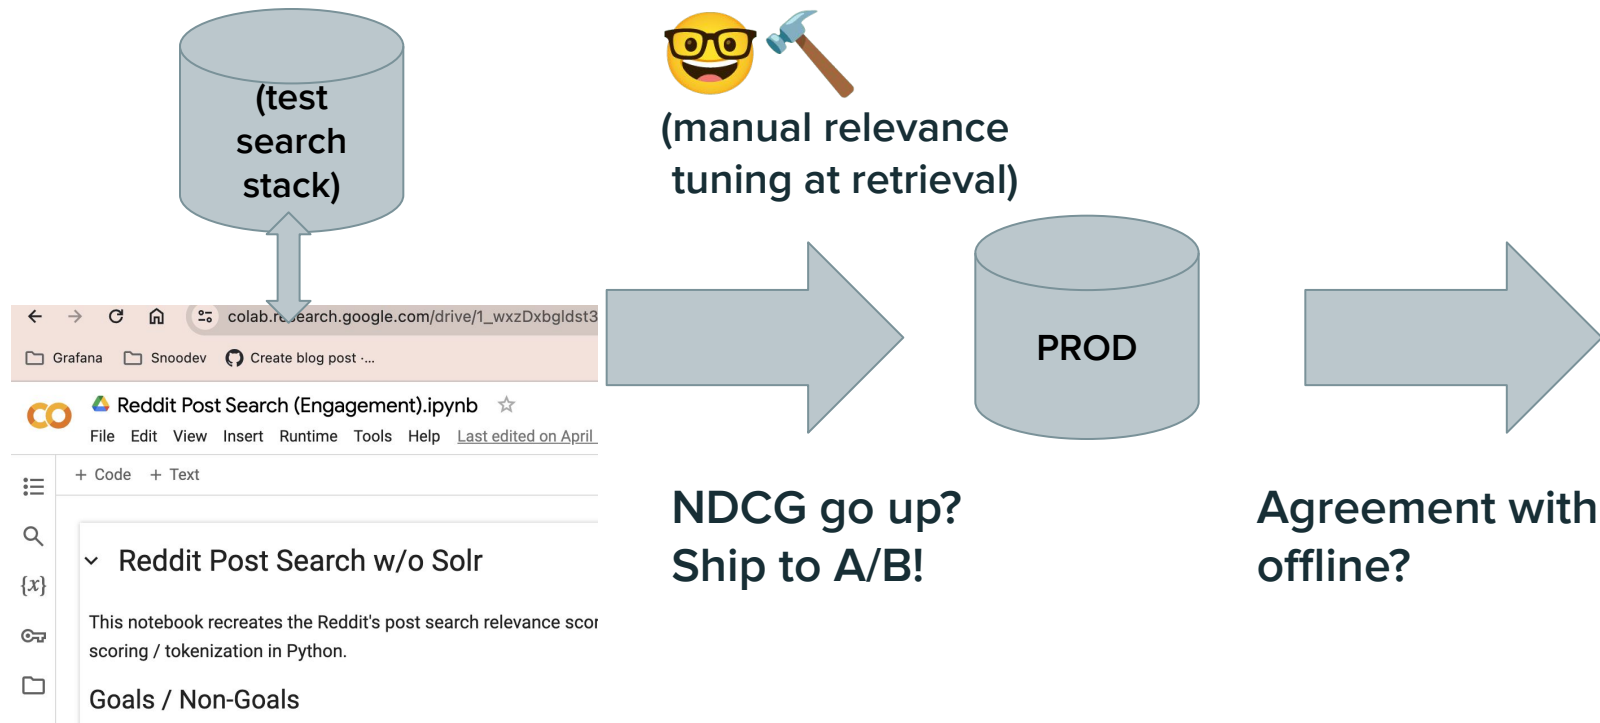 (test
search
stack)
(manual relevance
tuning at retrieval)
PROD
colab.research.google.com/drive/1_wxzDxbgldst3
Grafana
Snoodev
Create blog post ·...
Reddit Post Search (Engagement).ipynb
File Edit View Insert Runtime Tools Help Last edited on April
+ Code + Text
{x}
Reddit Post Search w/o Solr
This notebook recreates the Reddit's post search relevance scor
scoring / tokenization in Python.
Goals / Non-Goals
NDCG go up?
Ship to A/B!
Agreement with
offline?